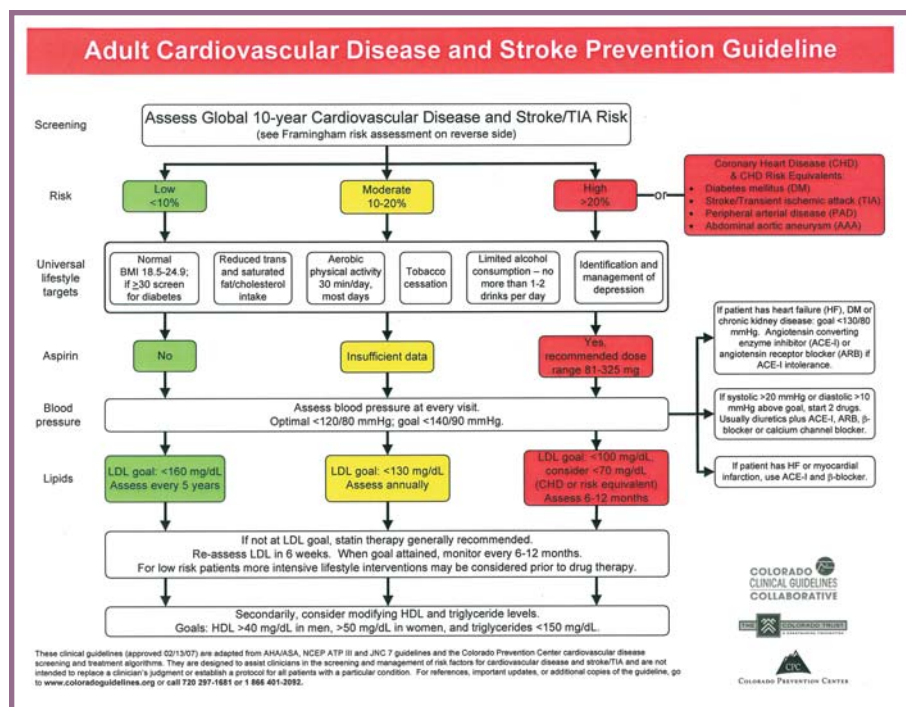 Adult Cardiovascular Disease and Stroke Prevention Guideline
Screening
Assess Global 10-year Cardiovascular Disease and Stroke/TIA Risk
(see Framingham risk assessment on reverse side)
Risk
Low
<10%
Moderate
10-20%
High
>20%
or
Coronary Heart Disease (CHD)
& CHD Risk Equivalents:
• Diabetes mellitus (DM)
• Stroke/Transient ischemic attack (TIA)
• Peripheral arterial disease (PAD)
• Abdominal aortic aneurysm (AAA)
Universal
lifestyle
targets
Normal
BMI 18.5-24.9;
if ≥30 screen
for diabetes
Reduced trans
and saturated
fat/cholesterol
intake
Aerobic
physical activity
30 min/day,
most days
Tobacco
cessation
Limited alcohol
consumption – no
more than 1-2
drinks per day
Identification and
management of
depression
Aspirin
No
Insufficient data
Yes,
recommended dose
range 81-325 mg
If patient has heart failure (HF), DM or
chronic kidney disease: goal <130/80
mmHg. Angiotensin converting
enzyme inhibitor (ACE-I) or
angiotensin receptor blocker (ARB) if
ACE-I intolerance.
Blood
pressure
Assess blood pressure at every visit.
Optimal <120/80 mmHg; goal <140/90 mmHg.
If systolic >20 mmHg or diastolic >10
mmHg above goal, start 2 drugs.
Usually diuretics plus ACE-I, ARB, β-
blocker or calcium channel blocker.
If patient has HF or myocardial
infarction, use ACE-I and β-blocker.
Lipids
LDL goal: <160 mg/dL
Assess every 5 years
LDL goal: <130 mg/dL
Assess annually
LDL goal: <100 mg/dL,
consider <70 mg/dL
(CHD or risk equivalent)
Assess 6-12 months
If not at LDL goal, statin therapy generally recommended.
Re-assess LDL in 6 weeks. When goal attained, monitor every 6-12 months.
For low risk patients more intensive lifestyle interventions may be considered prior to drug therapy.
Secondarily, consider modifying HDL and triglyceride levels.
Goals: HDL >40 mg/dL in men, >50 mg/dL in women, and triglycerides <150 mg/dL.
COLORADO
CLINICAL GUIDELINES
COLLABORATIVE
THE COLORADO TRUST
CPC
COLORADO PREVENTION CENTER
These clinical guidelines (approved 02/13/07) are adapted from AHA/ASA, NCEP ATP III and JNC 7 guidelines and the Colorado Prevention Center cardiovascular disease
screening and treatment algorithms. They are designed to assist clinicians in the screening and management of risk factors for cardiovascular disease and stroke/TIA and are not
intended to replace a clinician's judgment or establish a protocol for all patients with a particular condition. For references, important updates, or additional copies of the guideline, go
to www.coloradoguidelines.org or call 720 297-1681 or 1 866 401-2092.